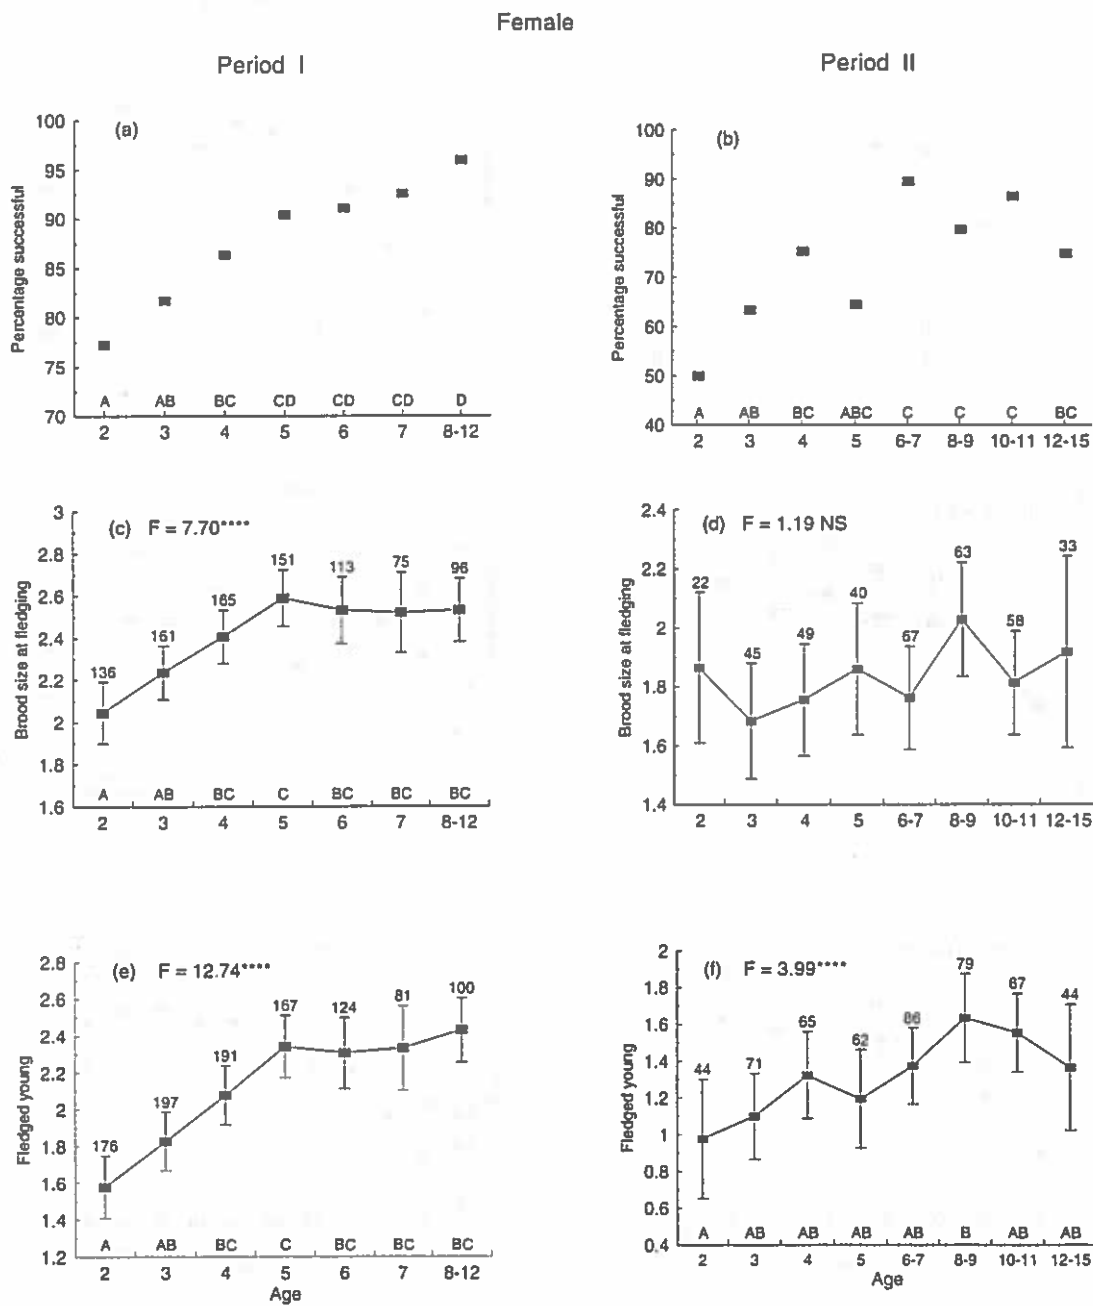 Female
Period I
Period II
(a)
Percentage successful
100
95
90
85
80
75
70
A AB BC CD CD CD D
2 3 4 5 6 7 8-12
(b)
Percentage successful
100
90
80
70
60
50
40
A AB BC ABC C C C BC
2 3 4 5 6-7 8-9 10-11 12-15
(c) F = 7.70****
Brood size at fledging
3
2.8
2.6
2.4
2.2
2
1.8
1.6
136 161 165 151 113 75 96
A AB BC C BC BC BC
2 3 4 5 6 7 8-12
(d) F = 1.19 NS
Brood size at fledging
2.4
2.2
2
1.8
1.6
1.4
22 45 49 40 67 63 58 33
2 3 4 5 6-7 8-9 10-11 12-15
(e) F = 12.74****
Fledged young
2.8
2.6
2.4
2.2
2
1.8
1.6
1.4
1.2
176 197 191 167 124 81 100
A AB BC C BC BC BC
2 3 4 5 6 7 8-12
Age
(f) F = 3.99****
Fledged young
2
1.8
1.6
1.4
1.2
1
0.8
0.6
0.4
44 71 65 62 86 79 67 44
A AB AB AB AB B AB AB
2 3 4 5 6-7 8-9 10-11 12-15
Age